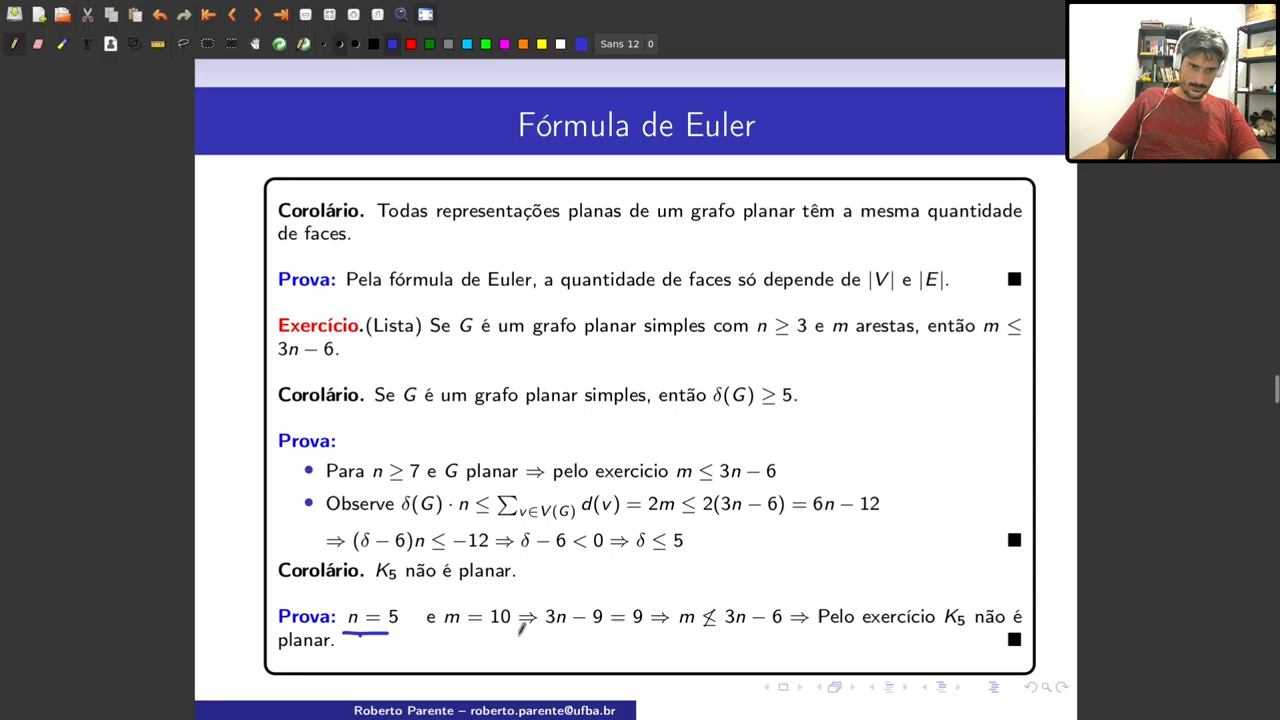 Sans 12 0
Fórmula de Euler
Corolário. Todas representações planas de um grafo planar têm a mesma quantidade
de faces.
Prova: Pela fórmula de Euler, a quantidade de faces só depende de |V| e |E|. ■
Exercício.(Lista) Se G é um grafo planar simples com n ≥ 3 e m arestas, então m ≤
3n − 6.
Corolário. Se G é um grafo planar simples, então δ(G) ≥ 5.
Prova:
• Para n ≥ 7 e G planar ⇒ pelo exercicio m ≤ 3n − 6
• Observe δ(G) · n ≤ ∑v∈V(G) d(v) = 2m ≤ 2(3n − 6) = 6n − 12
⇒ (δ − 6)n ≤ −12 ⇒ δ − 6 < 0 ⇒ δ ≤ 5 ■
Corolário. K5 não é planar.
Prova: n = 5 e m = 10 ⇒ 3n − 9 = 9 ⇒ m ≰ 3n − 6 ⇒ Pelo exercício K5 não é
planar. ■
Roberto Parente – roberto.parente@ufba.br